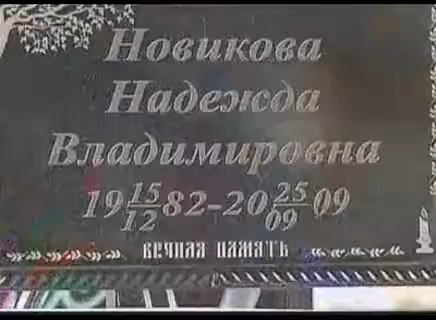 Новикова
Надежда
Владимировна
19 15/12 82-20 25/09 09
ВЕЧНАЯ ПАМЯТЬ